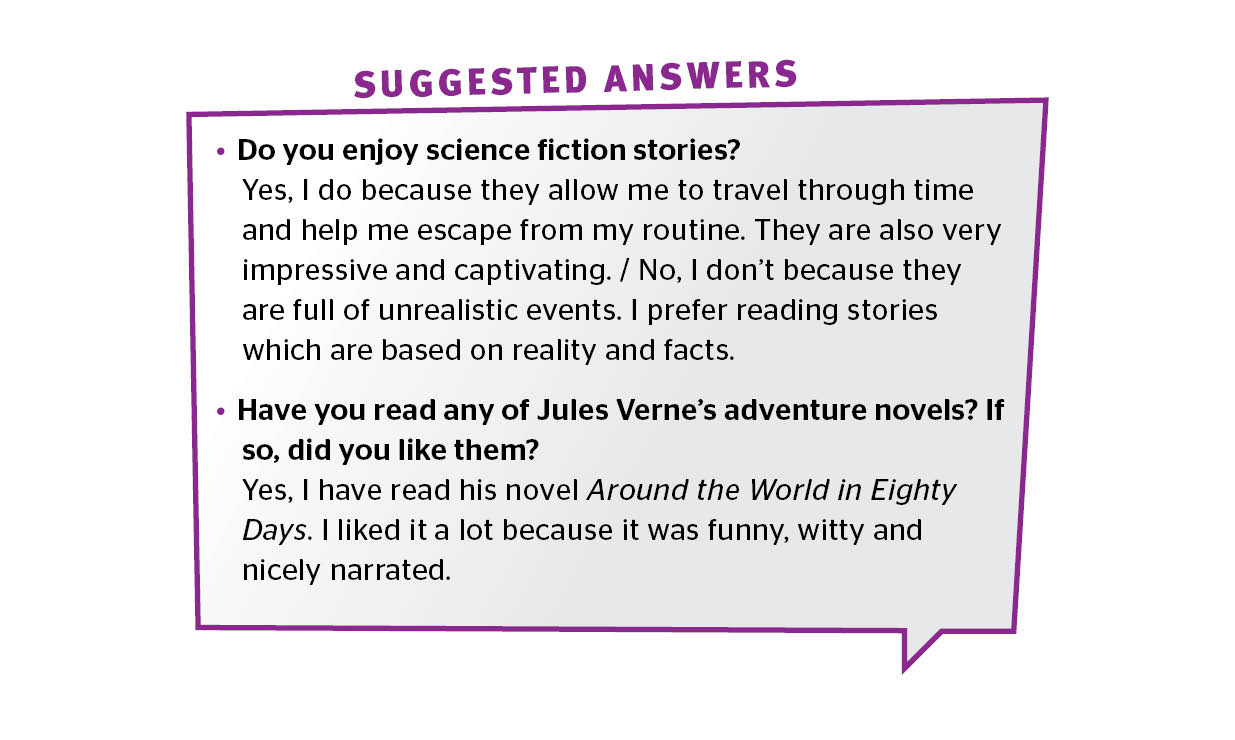 SUGGESTED ANSWERS
• Do you enjoy science fiction stories?
Yes, I do because they allow me to travel through time
and help me escape from my routine. They are also very
impressive and captivating. / No, I don’t because they
are full of unrealistic events. I prefer reading stories
which are based on reality and facts.
• Have you read any of Jules Verne’s adventure novels? If
so, did you like them?
Yes, I have read his novel Around the World in Eighty
Days. I liked it a lot because it was funny, witty and
nicely narrated.